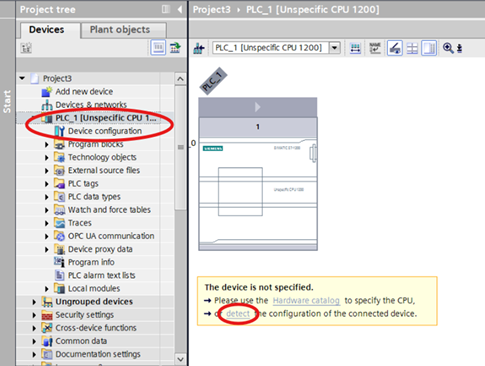 Project tree
Project3 › PLC_1 [Unspecific CPU 1200]
Devices
Plant objects
PLC_1 [Unspecific CPU 1200]
Start
Project3
Add new device
Devices & networks
PLC_1 [Unspecific CPU 1...
Device configuration
Program blocks
Technology objects
External source files
PLC tags
PLC data types
Watch and force tables
Traces
OPC UA communication
Device proxy data
Program info
PLC alarm text lists
Local modules
Ungrouped devices
Security settings
Cross-device functions
Common data
Documentation settings
PLC_1
1
_0
SIEMENS
SIMATIC S7-1200
Unspecific CPU 1200
The device is not specified.
→ Please use the Hardware catalog to specify the CPU,
→ or detect the configuration of the connected device.